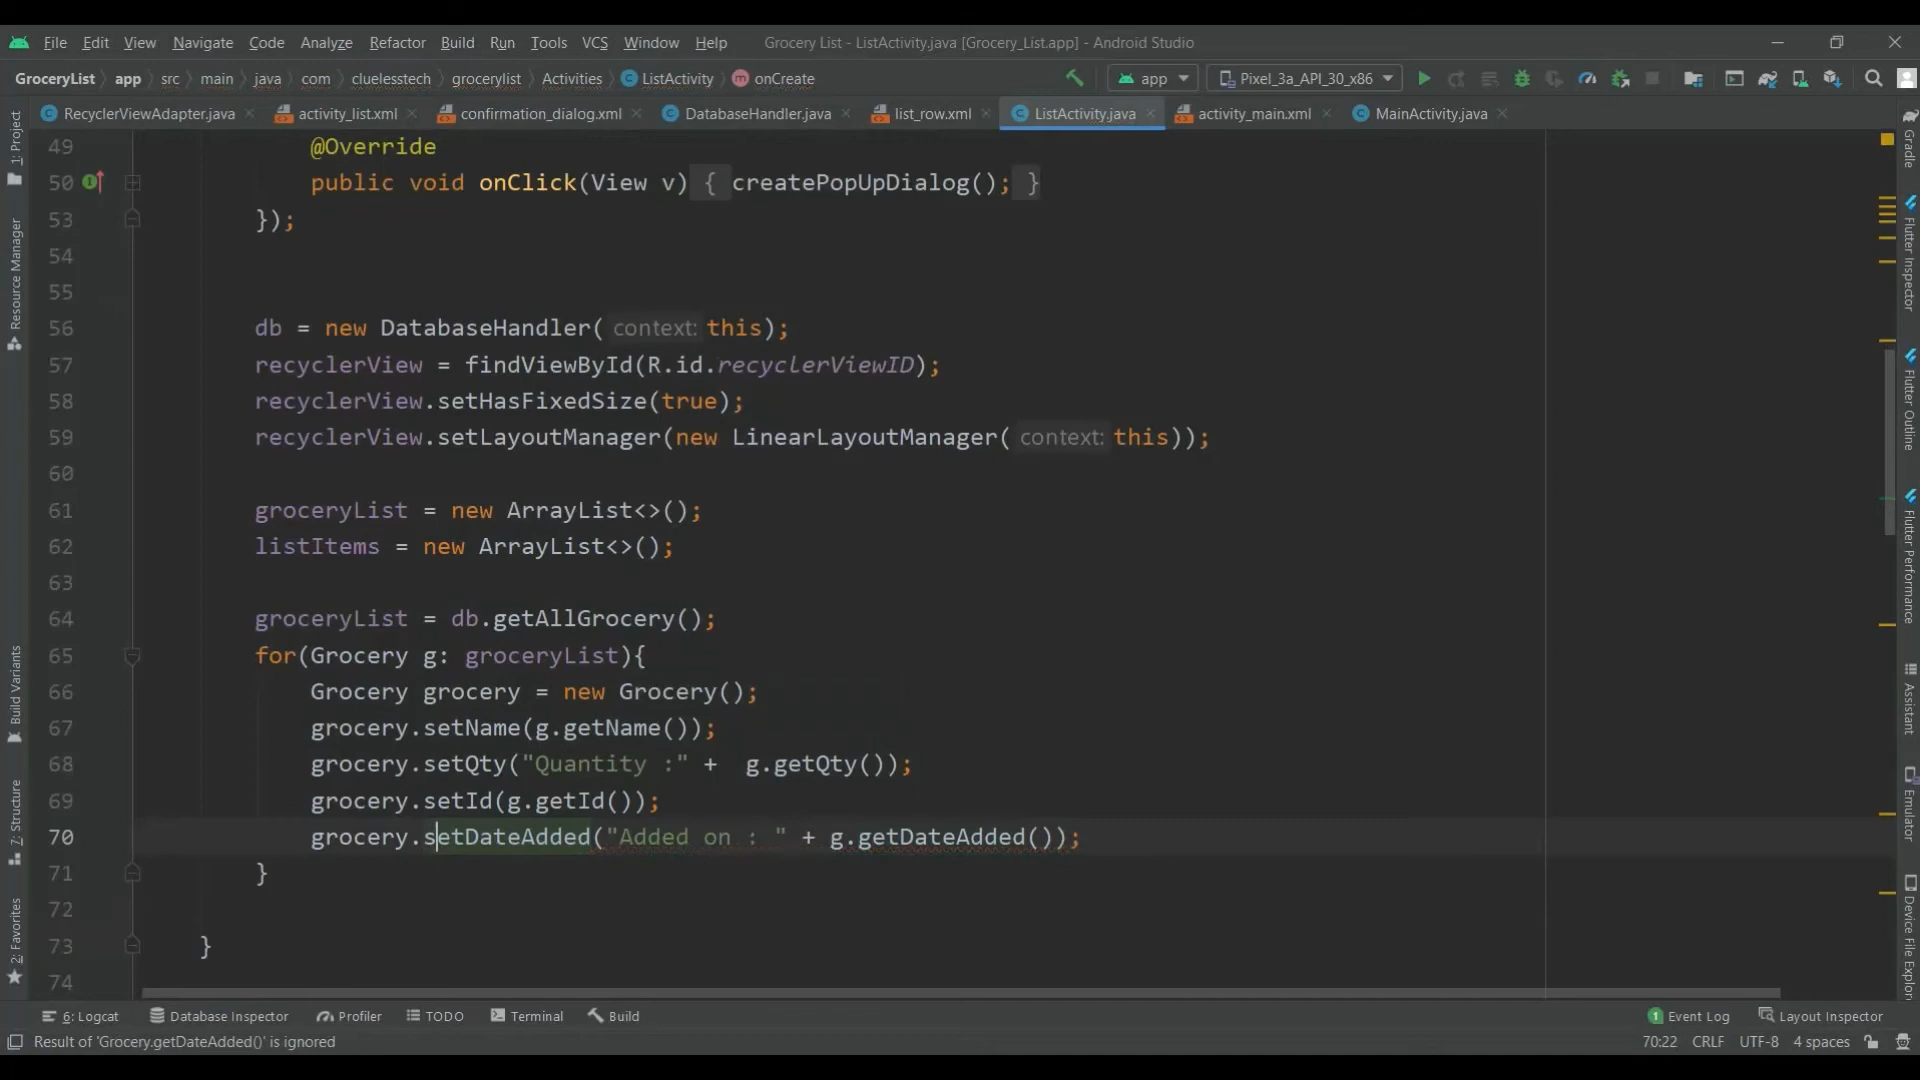 File Edit View Navigate Code Analyze Refactor Build Run Tools VCS Window Help Grocery List - ListActivity.java [Grocery_List.app] - Android Studio
GroceryList app src main java com cluelesstech grocerylist Activities ListActivity onCreate app Pixel_3a_API_30_x86
RecyclerViewAdapter.java activity_list.xml confirmation_dialog.xml DatabaseHandler.java list_row.xml ListActivity.java activity_main.xml MainActivity.java
1: Project
Resource Manager
Build Variants
7: Structure
2: Favorites
49 @Override
50 public void onClick(View v) { createPopUpDialog(); }
53 });
54
55
56 db = new DatabaseHandler( context: this);
57 recyclerView = findViewById(R.id.recyclerViewID);
58 recyclerView.setHasFixedSize(true);
59 recyclerView.setLayoutManager(new LinearLayoutManager( context: this));
60
61 groceryList = new ArrayList<>();
62 listItems = new ArrayList<>();
63
64 groceryList = db.getAllGrocery();
65 for(Grocery g: groceryList){
66 Grocery grocery = new Grocery();
67 grocery.setName(g.getName());
68 grocery.setQty("Quantity :" +  g.getQty());
69 grocery.setId(g.getId());
70 grocery.setDateAdded("Added on : " + g.getDateAdded());
71 }
72
73 }
74
Gradle
Flutter Inspector
Flutter Outline
Flutter Performance
Assistant
Emulator
Device File Explor
6: Logcat Database Inspector Profiler TODO Terminal Build 1 Event Log Layout Inspector
Result of 'Grocery.getDateAdded()' is ignored 70:22 CRLF UTF-8 4 spaces